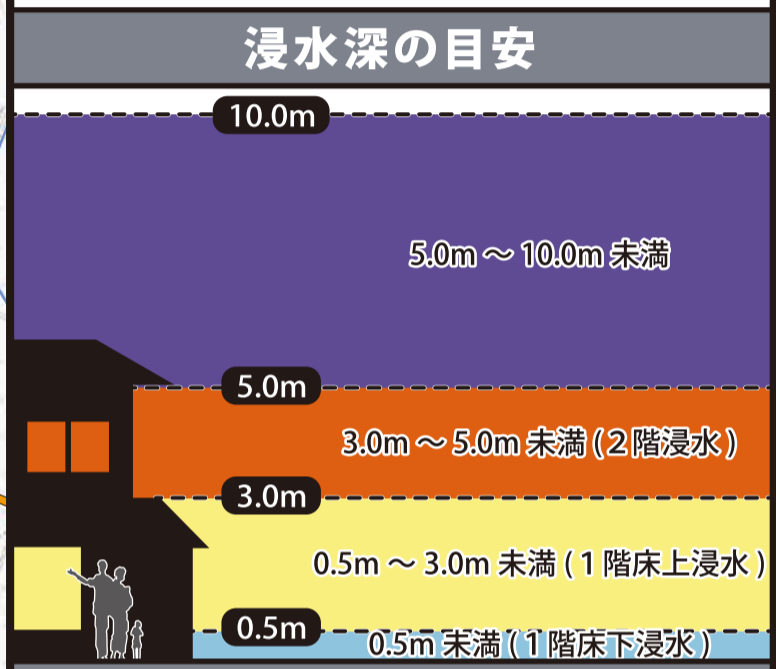 浸水深の目安
10.0m
5.0m ～ 10.0m 未満
5.0m
3.0m ～ 5.0m 未満 ( 2 階浸水 )
3.0m
0.5m ～ 3.0m 未満 ( 1 階床上浸水 )
0.5m
0.5m 未満 ( 1 階床下浸水 )